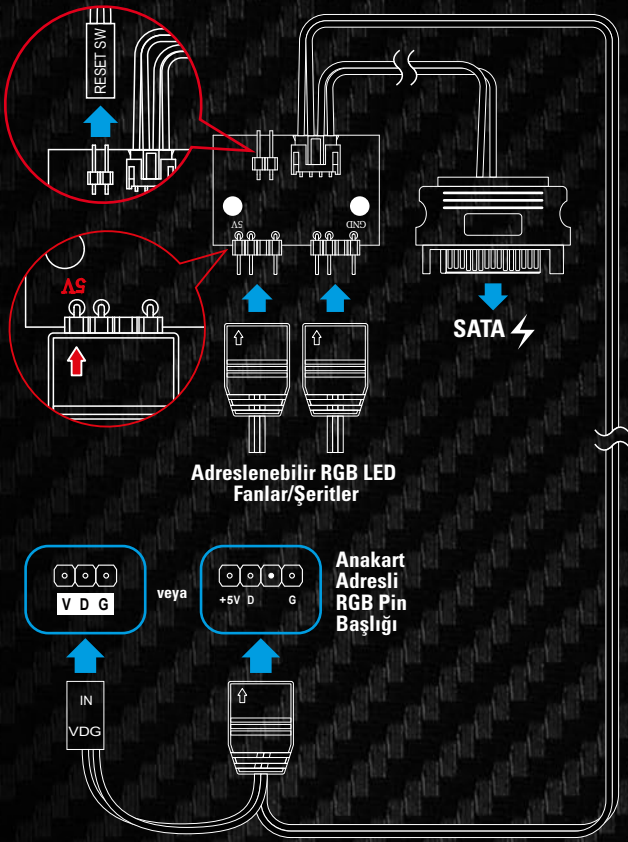 RESET SW
5V
GND
5V
SATA
Adreslenebilir RGB LED
Fanlar/Şeritler
V D G
veya
+5V D G
Anakart
Adresli
RGB Pin
Başlığı
IN
VDG